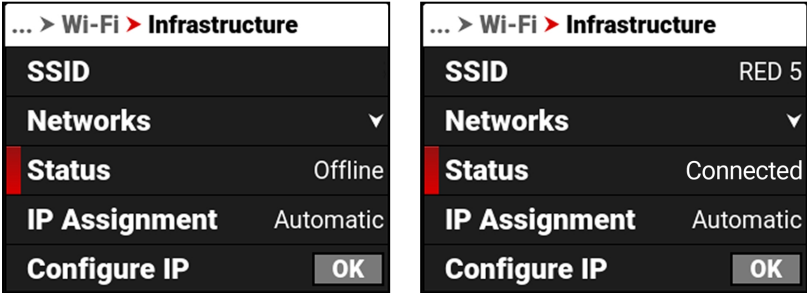 ... > Wi-Fi > Infrastructure
SSID
Networks
Status Offline
IP Assignment Automatic
Configure IP OK
... > Wi-Fi > Infrastructure
SSID RED 5
Networks
Status Connected
IP Assignment Automatic
Configure IP OK